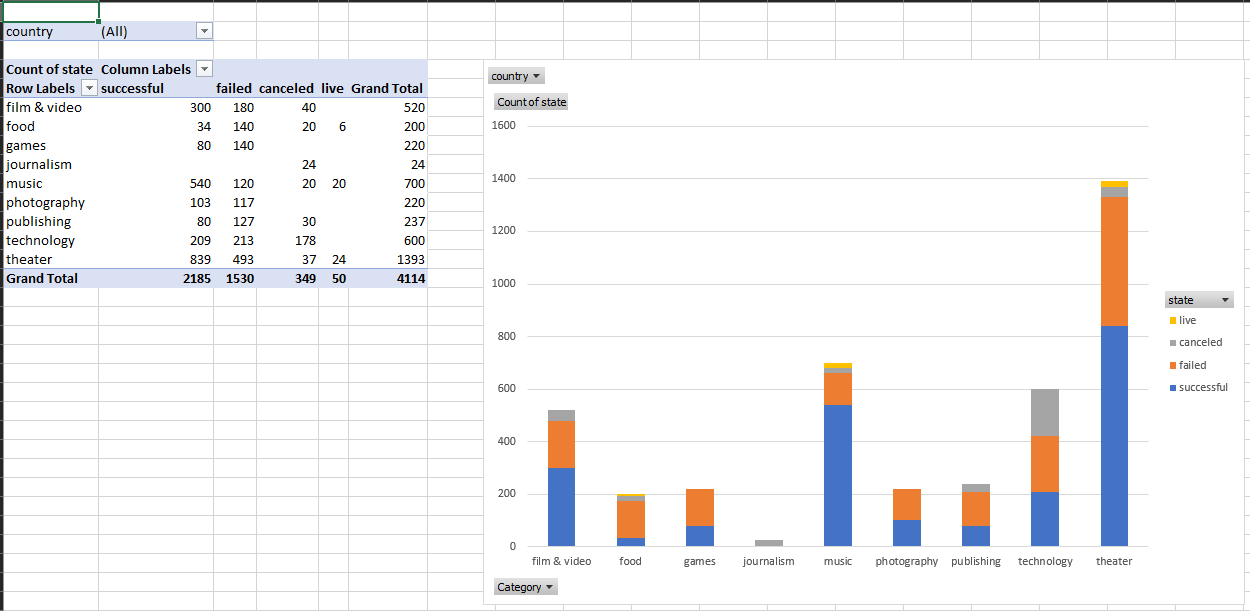 country (All)
Count of state Column Labels
Row Labels successful failed canceled live Grand Total
film & video 300 180 40 520
food 34 140 20 6 200
games 80 140 220
journalism 24 24
music 540 120 20 20 700
photography 103 117 220
publishing 80 127 30 237
technology 209 213 178 600
theater 839 493 37 24 1393
Grand Total 2185 1530 349 50 4114
country
Count of state
1600
1400
1200
1000
800
600
400
200
0
film & video food games journalism music photography publishing technology theater
Category
state
live
canceled
failed
successful